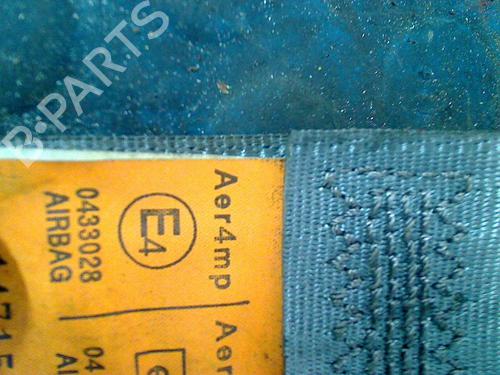 B-PARTS
Aer4mp
E4
0433028
AIRBAG
Aer
e
04